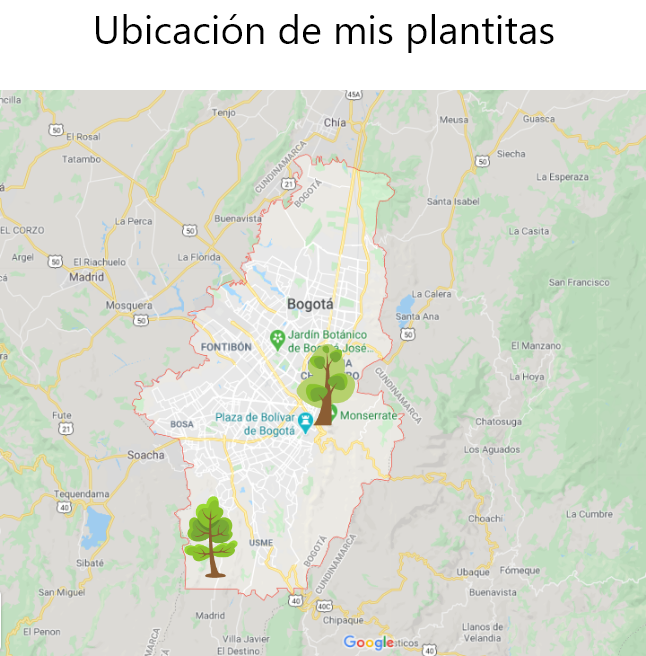 Ubicación de mis plantitas
45A
ncilla
Tenjo
Chía
Meusa
Guasca
50
El Rosal
Tatambo
CUNDINAMARCA
50
Siecha
La Esperaza
21
BOGOTÁ
Santa Isabel
La Perca
Buenavista
EL CORZO
50
La Casita
Argel
50
El Riachuelo
La Florida
Madrid
San Francisco
La Calera
Mosquera
50
Bogotá
Santa Ana
50
Jardín Botánico
de Bogotá José..
FONTIBÓN
El Manzano
La Hoya
CUNDINAMARCA
Fute
21
BOSA
Plaza de Bolívar
de Bogotá
Monserrate
Chatosuga
Soacha
Los Aguados
Tequendama
40
Choachi
La Cumbre
USME
BOGOTÁ
CUNDINAMARCA
Sibaté
Ubaque
Fómeque
San Miguel
Buenavista
40
40C
Madrid
Chipaque
El Penon
Villa Javier
El Destino
Google
ticos
40
Llanos de
Velandia
MARCA